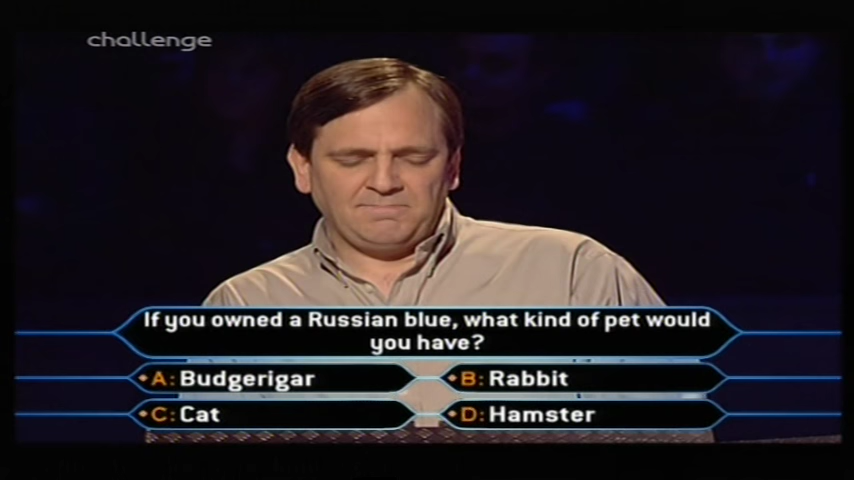 challenge
If you owned a Russian blue, what kind of pet would
you have?
A: Budgerigar
B: Rabbit
C: Cat
D: Hamster